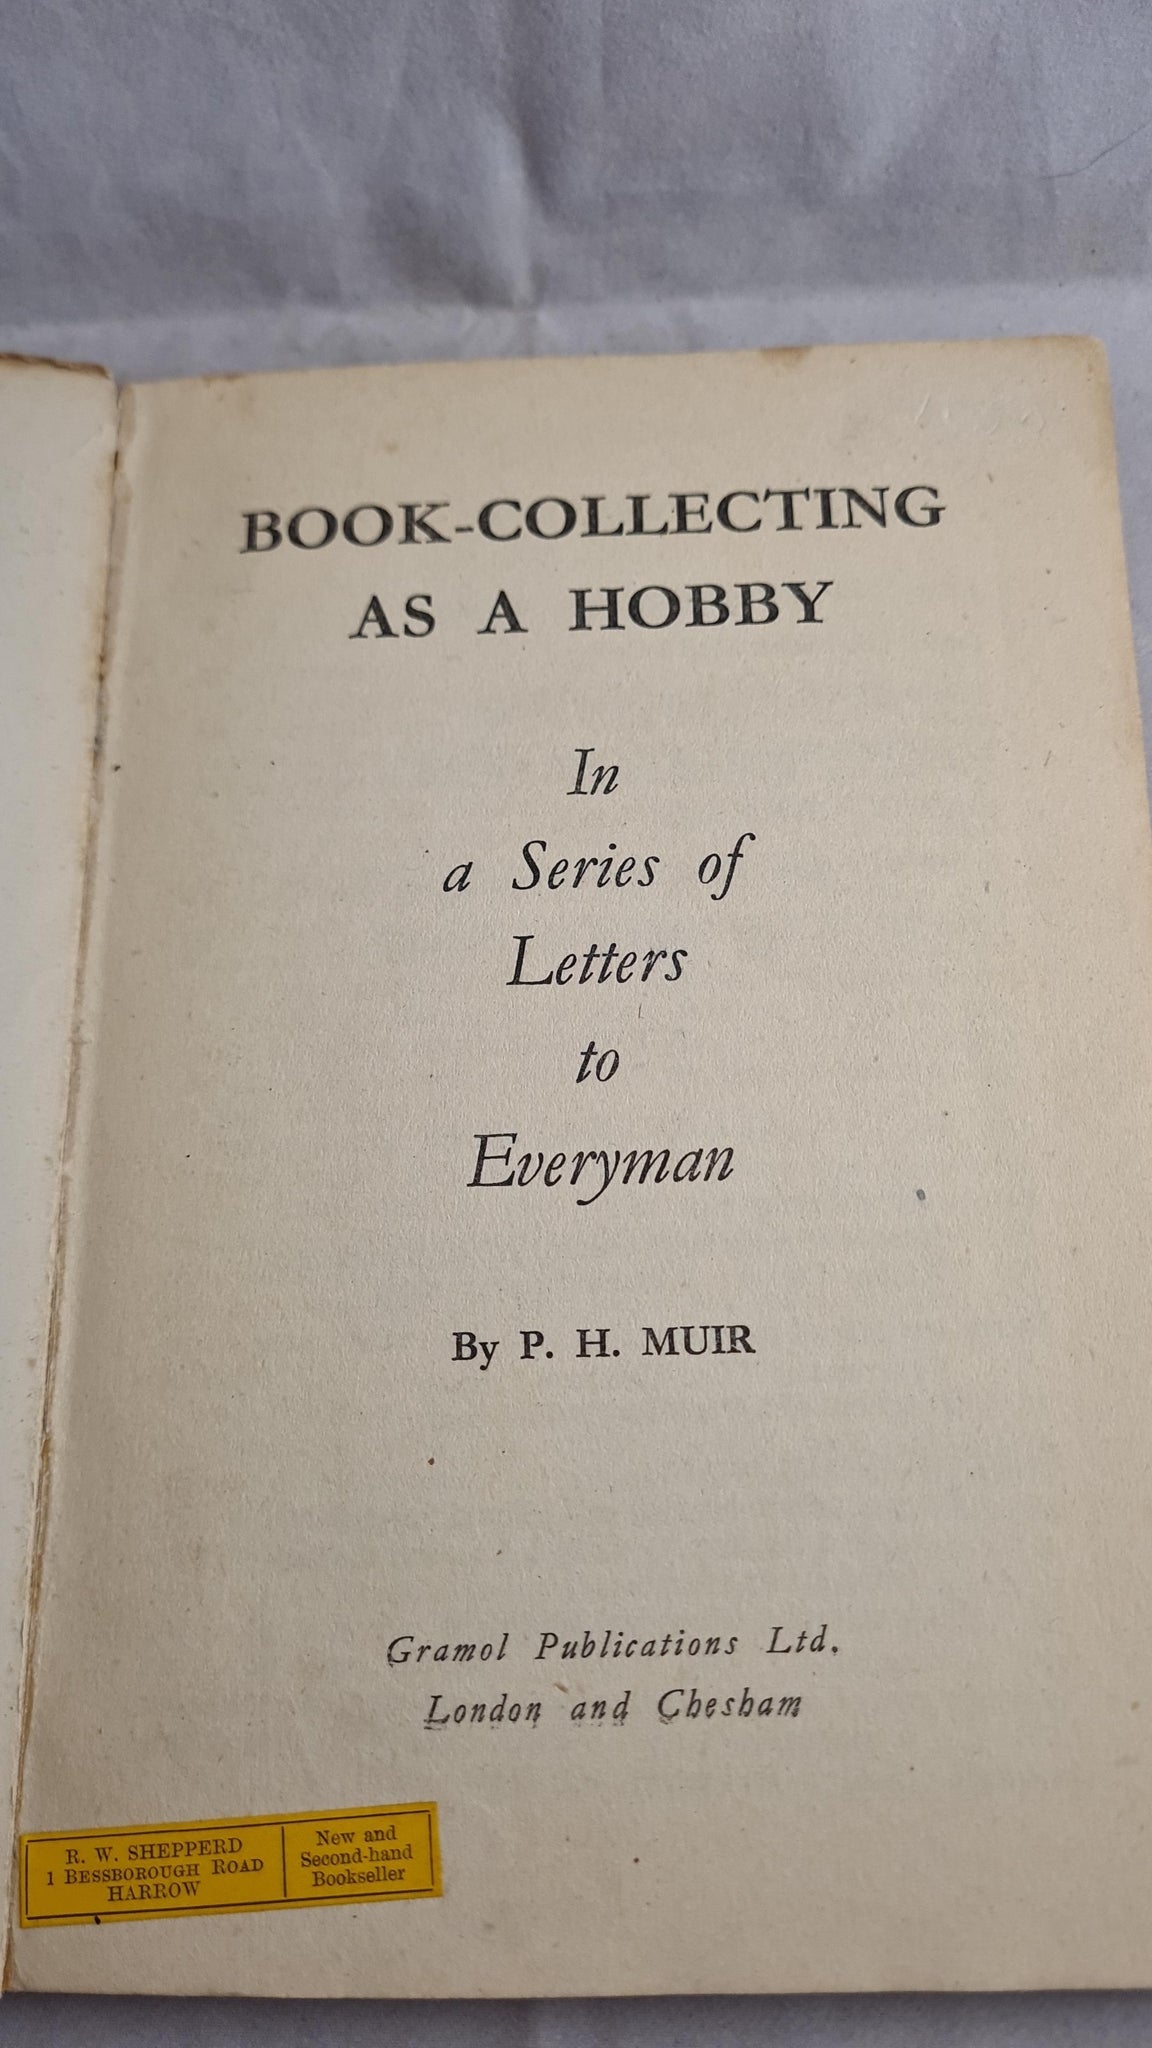 BOOK-COLLECTING
AS A HOBBY
In
a Series of
Letters
to
Everyman
By P. H. MUIR
Gramol Publications Ltd.
London and Chesham
R. W. SHEPPERD
1 BESSBOROUGH ROAD
HARROW
New and
Second-hand
Bookseller